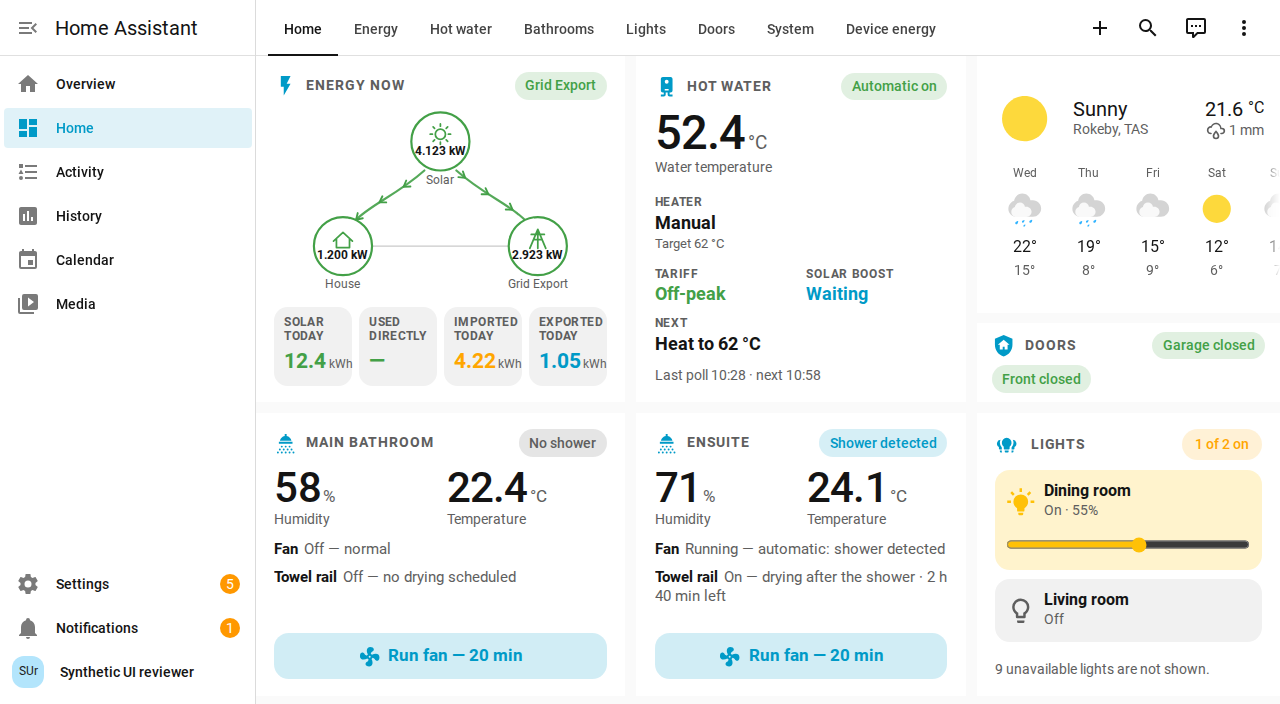 Home Assistant
Overview
Home
Activity
History
Calendar
Media
Settings 5
Notifications 1
SUr Synthetic UI reviewer
Home Energy Hot water Bathrooms Lights Doors System Device energy
ENERGY NOW Grid Export
4.123 kW
Solar
1.200 kW 2.923 kW
House Grid Export
SOLAR TODAY
12.4 kWh
USED DIRECTLY
—
IMPORTED TODAY
4.22 kWh
EXPORTED TODAY
1.05 kWh
HOT WATER Automatic on
52.4 °C
Water temperature
HEATER
Manual
Target 62 °C
TARIFF SOLAR BOOST
Off-peak Waiting
NEXT
Heat to 62 °C
Last poll 10:28 · next 10:58
Sunny 21.6 °C
Rokeby, TAS 1 mm
Wed Thu Fri Sat
22° 19° 15° 12°
15° 8° 9° 6°
DOORS Garage closed
Front closed
MAIN BATHROOM No shower
58 % 22.4 °C
Humidity Temperature
Fan Off — normal
Towel rail Off — no drying scheduled
Run fan — 20 min
ENSUITE Shower detected
71 % 24.1 °C
Humidity Temperature
Fan Running — automatic: shower detected
Towel rail On — drying after the shower · 2 h
40 min left
Run fan — 20 min
LIGHTS 1 of 2 on
Dining room
On · 55%
Living room
Off
9 unavailable lights are not shown.